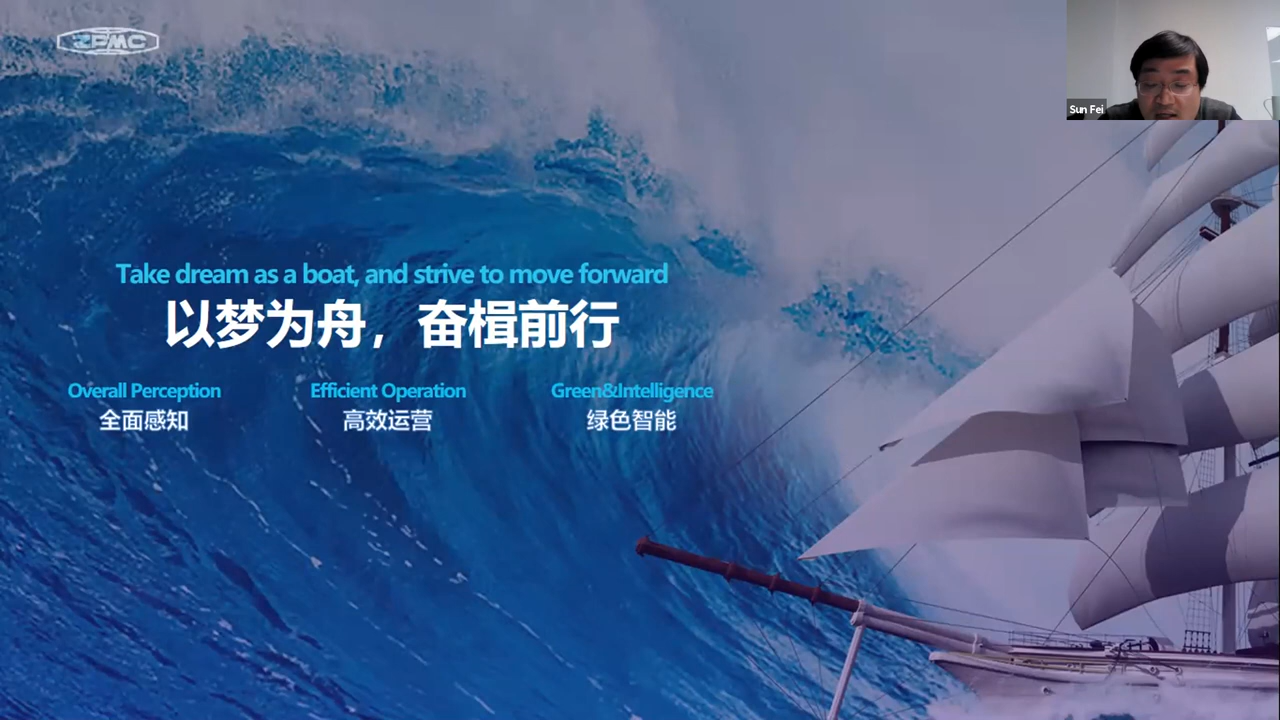 ZPMC
Sun Fei
Take dream as a boat, and strive to move forward
以梦为舟，奋楫前行
Overall Perception
全面感知
Efficient Operation
高效运营
Green&Intelligence
绿色智能